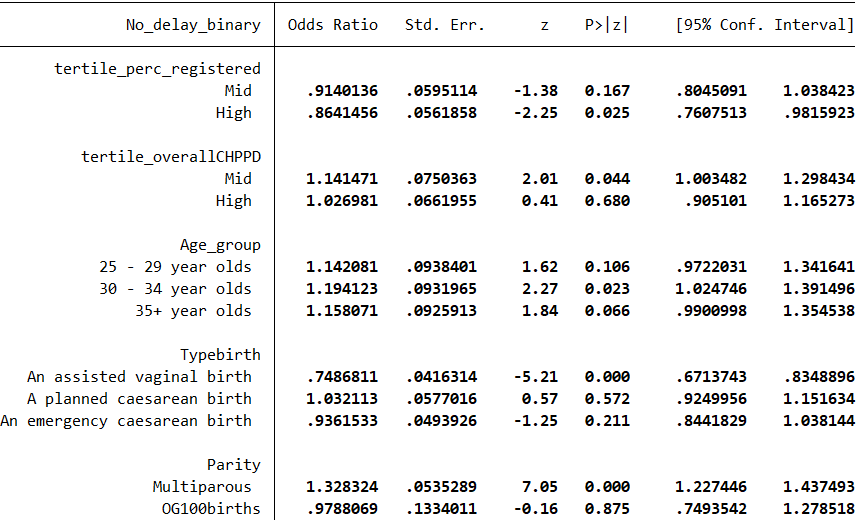 No_delay_binary Odds Ratio Std. Err. z P>|z| [95% Conf. Interval]
tertile_perc_registered
Mid .9140136 .0595114 -1.38 0.167 .8045091 1.038423
High .8641456 .0561858 -2.25 0.025 .7607513 .9815923
tertile_overallCHPPD
Mid 1.141471 .0750363 2.01 0.044 1.003482 1.298434
High 1.026981 .0661955 0.41 0.680 .905101 1.165273
Age_group
25 - 29 year olds 1.142081 .0938401 1.62 0.106 .9722031 1.341641
30 - 34 year olds 1.194123 .0931965 2.27 0.023 1.024746 1.391496
35+ year olds 1.158071 .0925913 1.84 0.066 .9900998 1.354538
Typebirth
An assisted vaginal birth .7486811 .0416314 -5.21 0.000 .6713743 .8348896
A planned caesarean birth 1.032113 .0577016 0.57 0.572 .9249956 1.151634
An emergency caesarean birth .9361533 .0493926 -1.25 0.211 .8441829 1.038144
Parity
Multiparous 1.328324 .0535289 7.05 0.000 1.227446 1.437493
OG100births .9788069 .1334011 -0.16 0.875 .7493542 1.278518